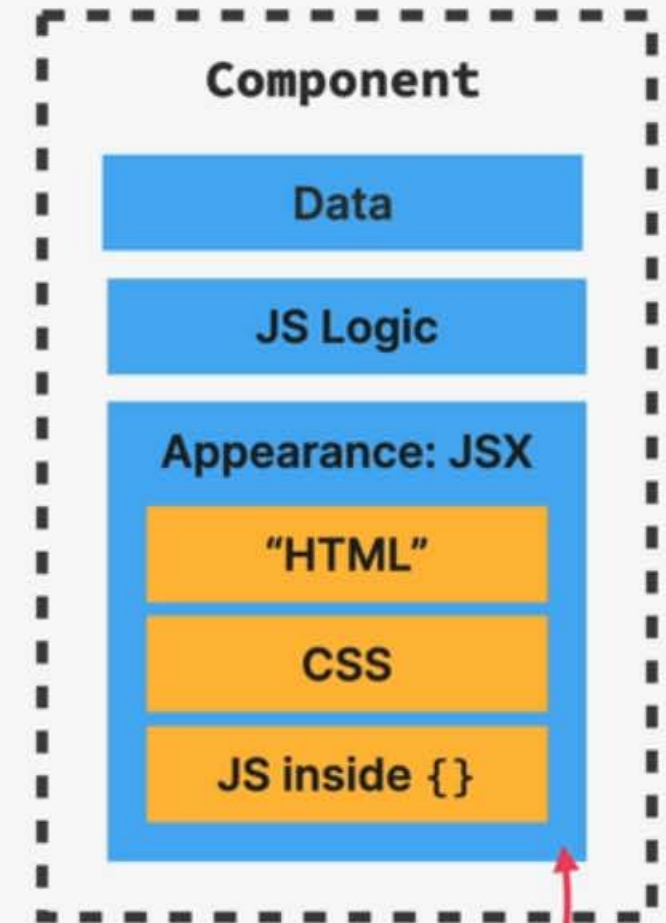 Component
Data
JS Logic
Appearance: JSX
“HTML”
CSS
JS inside {}